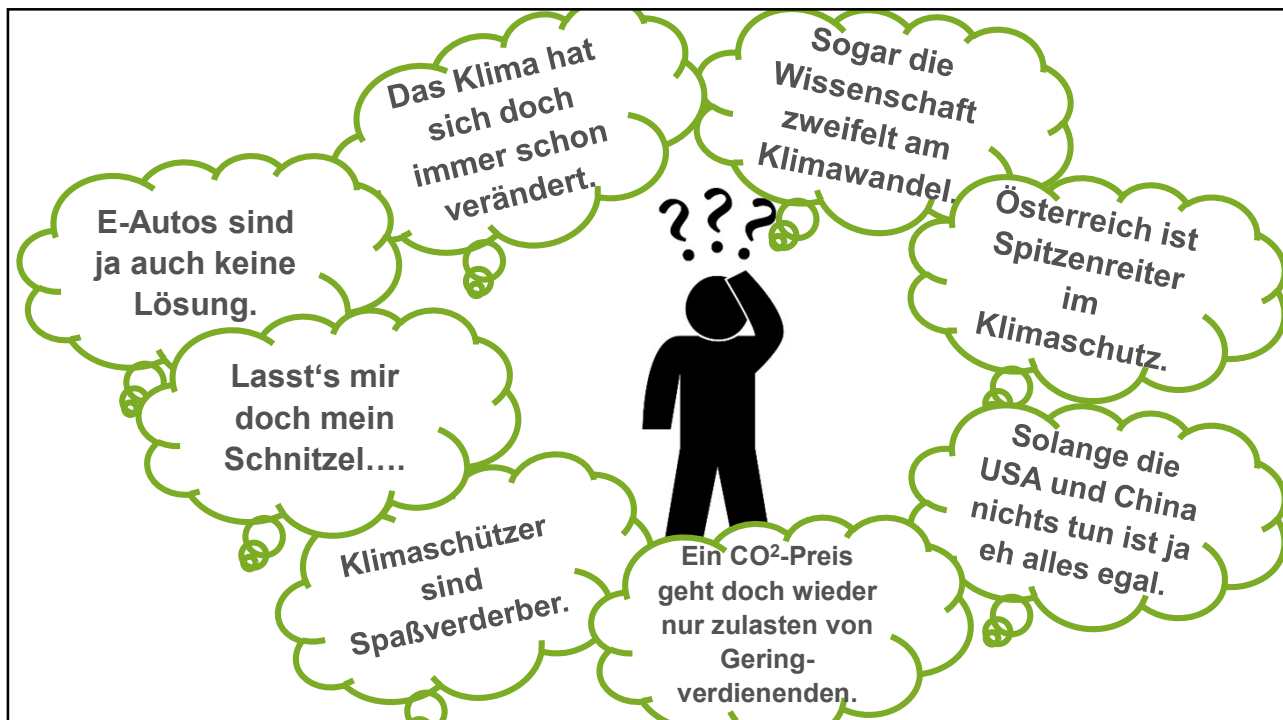 Das Klima hat
sich doch
immer schon
verändert.
Sogar die
Wissenschaft
zweifelt am
Klimawandel.
E-Autos sind
ja auch keine
Lösung.
???
Österreich ist
Spitzenreiter
im
Klimaschutz.
Lasst‘s mir
doch mein
Schnitzel….
Solange die
USA und China
nichts tun ist ja
eh alles egal.
Klimaschützer
sind
Spaßverderber.
Ein CO²-Preis
geht doch wieder
nur zulasten von
Gering-
verdienenden.